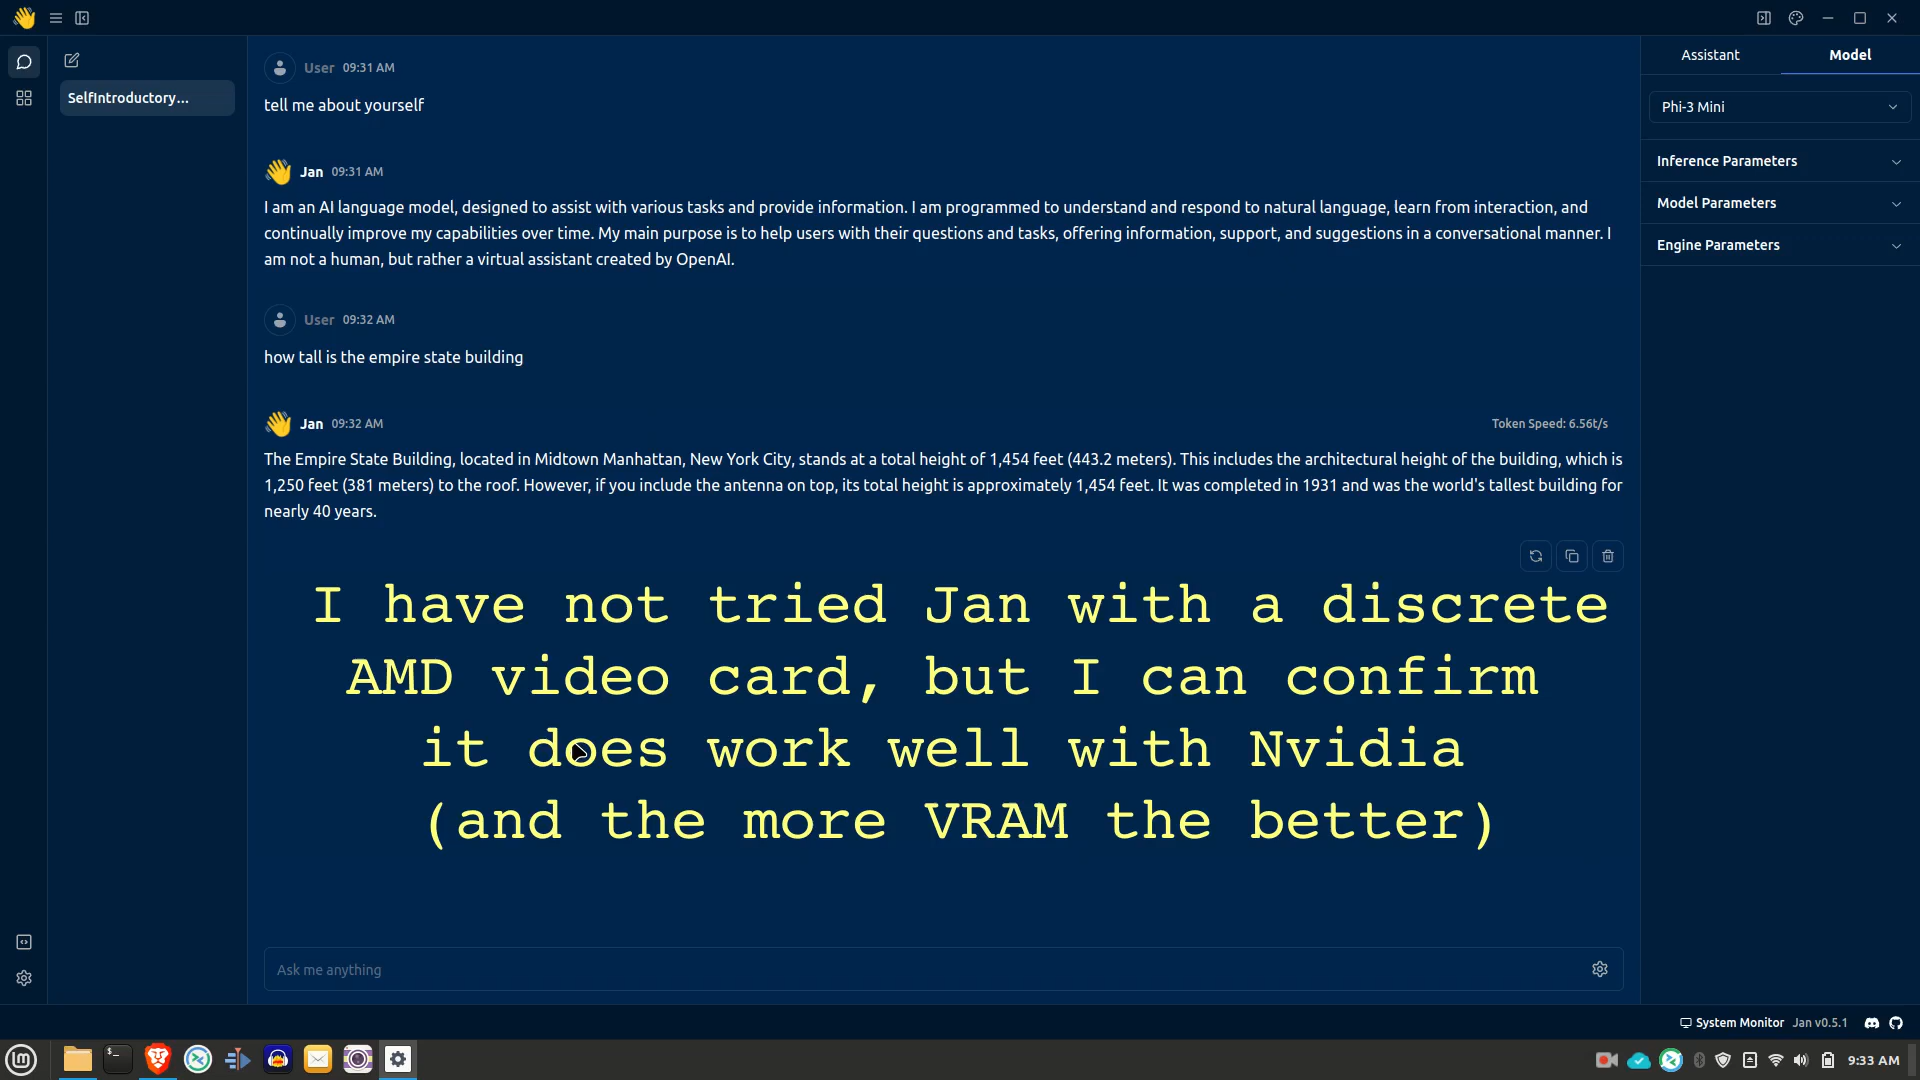 SelfIntroductory...
User 09:31 AM
tell me about yourself
Jan 09:31 AM
I am an AI language model, designed to assist with various tasks and provide information. I am programmed to understand and respond to natural language, learn from interaction, and
continually improve my capabilities over time. My main purpose is to help users with their questions and tasks, offering information, support, and suggestions in a conversational manner. I
am not a human, but rather a virtual assistant created by OpenAI.
User 09:32 AM
how tall is the empire state building
Jan 09:32 AM
Token Speed: 6.56t/s
The Empire State Building, located in Midtown Manhattan, New York City, stands at a total height of 1,454 feet (443.2 meters). This includes the architectural height of the building, which is
1,250 feet (381 meters) to the roof. However, if you include the antenna on top, its total height is approximately 1,454 feet. It was completed in 1931 and was the world's tallest building for
nearly 40 years.
I have not tried Jan with a discrete
AMD video card, but I can confirm
it does work well with Nvidia
(and the more VRAM the better)
Ask me anything
Assistant Model
Phi-3 Mini
Inference Parameters
Model Parameters
Engine Parameters
System Monitor Jan v0.5.1
9:33 AM